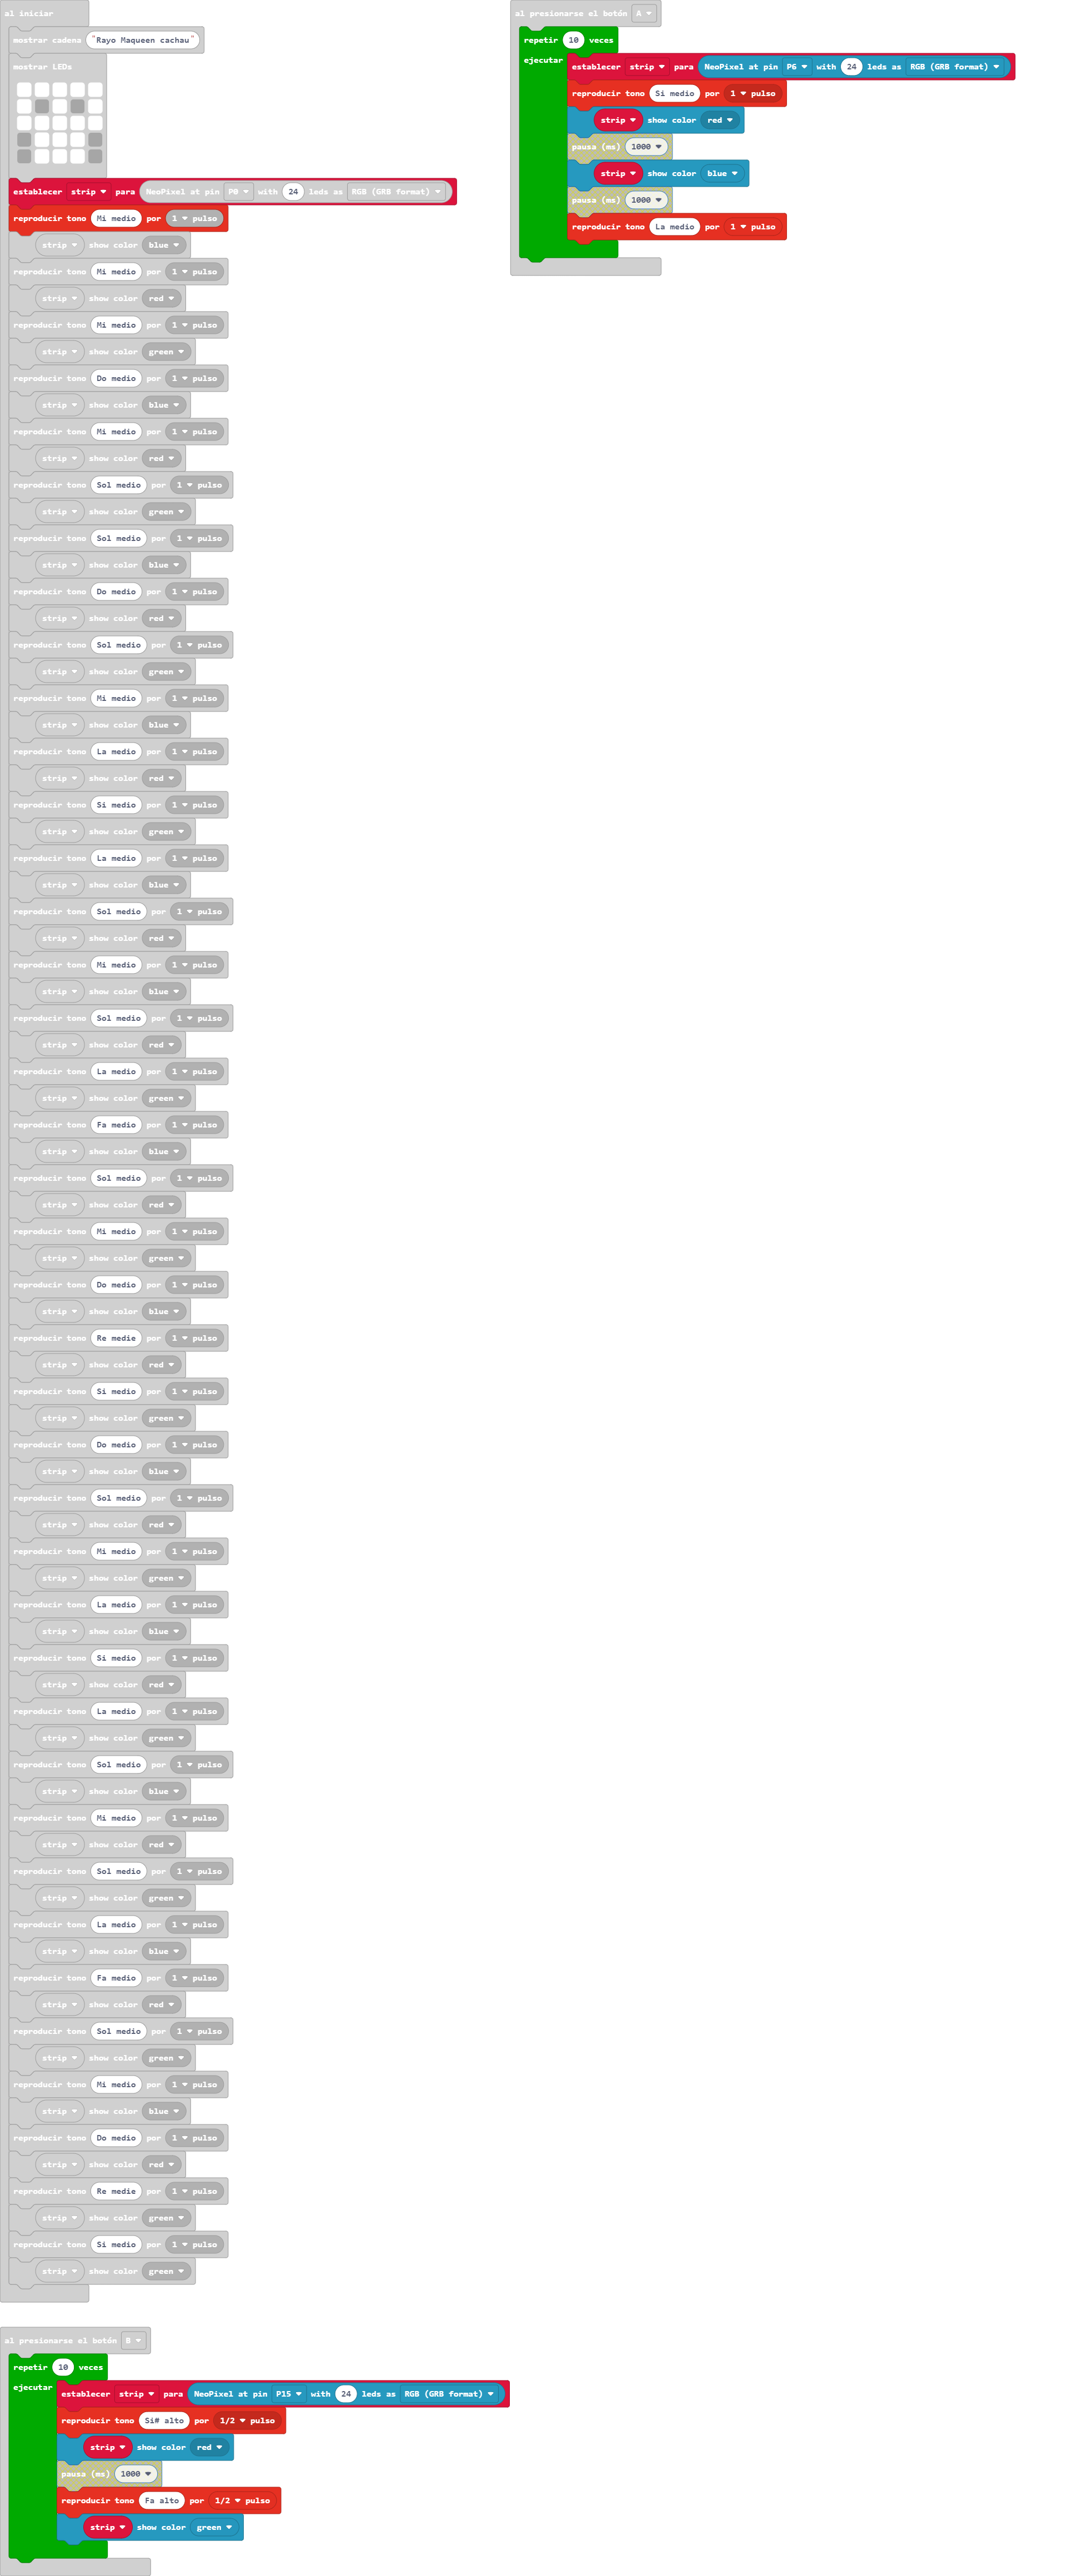 al iniciar
mostrar cadena "Rayo Maqueen cachau"
mostrar LEDs
establecer strip para NeoPixel at pin P0 with 24 leds as RGB (GRB format)
reproducir tono Mi medio por 1 pulso
strip show color blue
reproducir tono Mi medio por 1 pulso
strip show color red
reproducir tono Mi medio por 1 pulso
strip show color green
reproducir tono Do medio por 1 pulso
strip show color blue
reproducir tono Mi medio por 1 pulso
strip show color red
reproducir tono Sol medio por 1 pulso
strip show color green
reproducir tono Sol medio por 1 pulso
strip show color blue
reproducir tono Do medio por 1 pulso
strip show color red
reproducir tono Sol medio por 1 pulso
strip show color green
reproducir tono Mi medio por 1 pulso
strip show color blue
reproducir tono La medio por 1 pulso
strip show color red
reproducir tono Si medio por 1 pulso
strip show color green
reproducir tono La medio por 1 pulso
strip show color blue
reproducir tono Sol medio por 1 pulso
strip show color red
reproducir tono Mi medio por 1 pulso
strip show color blue
reproducir tono Sol medio por 1 pulso
strip show color red
reproducir tono La medio por 1 pulso
strip show color green
reproducir tono Fa medio por 1 pulso
strip show color blue
reproducir tono Sol medio por 1 pulso
strip show color red
reproducir tono Mi medio por 1 pulso
strip show color green
reproducir tono Do medio por 1 pulso
strip show color blue
reproducir tono Re medie por 1 pulso
strip show color red
reproducir tono Si medio por 1 pulso
strip show color green
reproducir tono Do medio por 1 pulso
strip show color blue
reproducir tono Sol medio por 1 pulso
strip show color red
reproducir tono Mi medio por 1 pulso
strip show color green
reproducir tono La medio por 1 pulso
strip show color blue
reproducir tono Si medio por 1 pulso
strip show color red
reproducir tono La medio por 1 pulso
strip show color green
reproducir tono Sol medio por 1 pulso
strip show color blue
reproducir tono Mi medio por 1 pulso
strip show color red
reproducir tono Sol medio por 1 pulso
strip show color green
reproducir tono La medio por 1 pulso
strip show color blue
reproducir tono Fa medio por 1 pulso
strip show color red
reproducir tono Sol medio por 1 pulso
strip show color green
reproducir tono Mi medio por 1 pulso
strip show color blue
reproducir tono Do medio por 1 pulso
strip show color red
reproducir tono Re medie por 1 pulso
strip show color green
reproducir tono Si medio por 1 pulso
strip show color green
al presionarse el botón A
repetir 10 veces
ejecutar
establecer strip para NeoPixel at pin P6 with 24 leds as RGB (GRB format)
reproducir tono Si medio por 1 pulso
strip show color red
pausa (ms) 1000
strip show color blue
pausa (ms) 1000
reproducir tono La medio por 1 pulso
al presionarse el botón B
repetir 10 veces
ejecutar
establecer strip para NeoPixel at pin P15 with 24 leds as RGB (GRB format)
reproducir tono Si# alto por 1/2 pulso
strip show color red
pausa (ms) 1000
reproducir tono Fa alto por 1/2 pulso
strip show color green